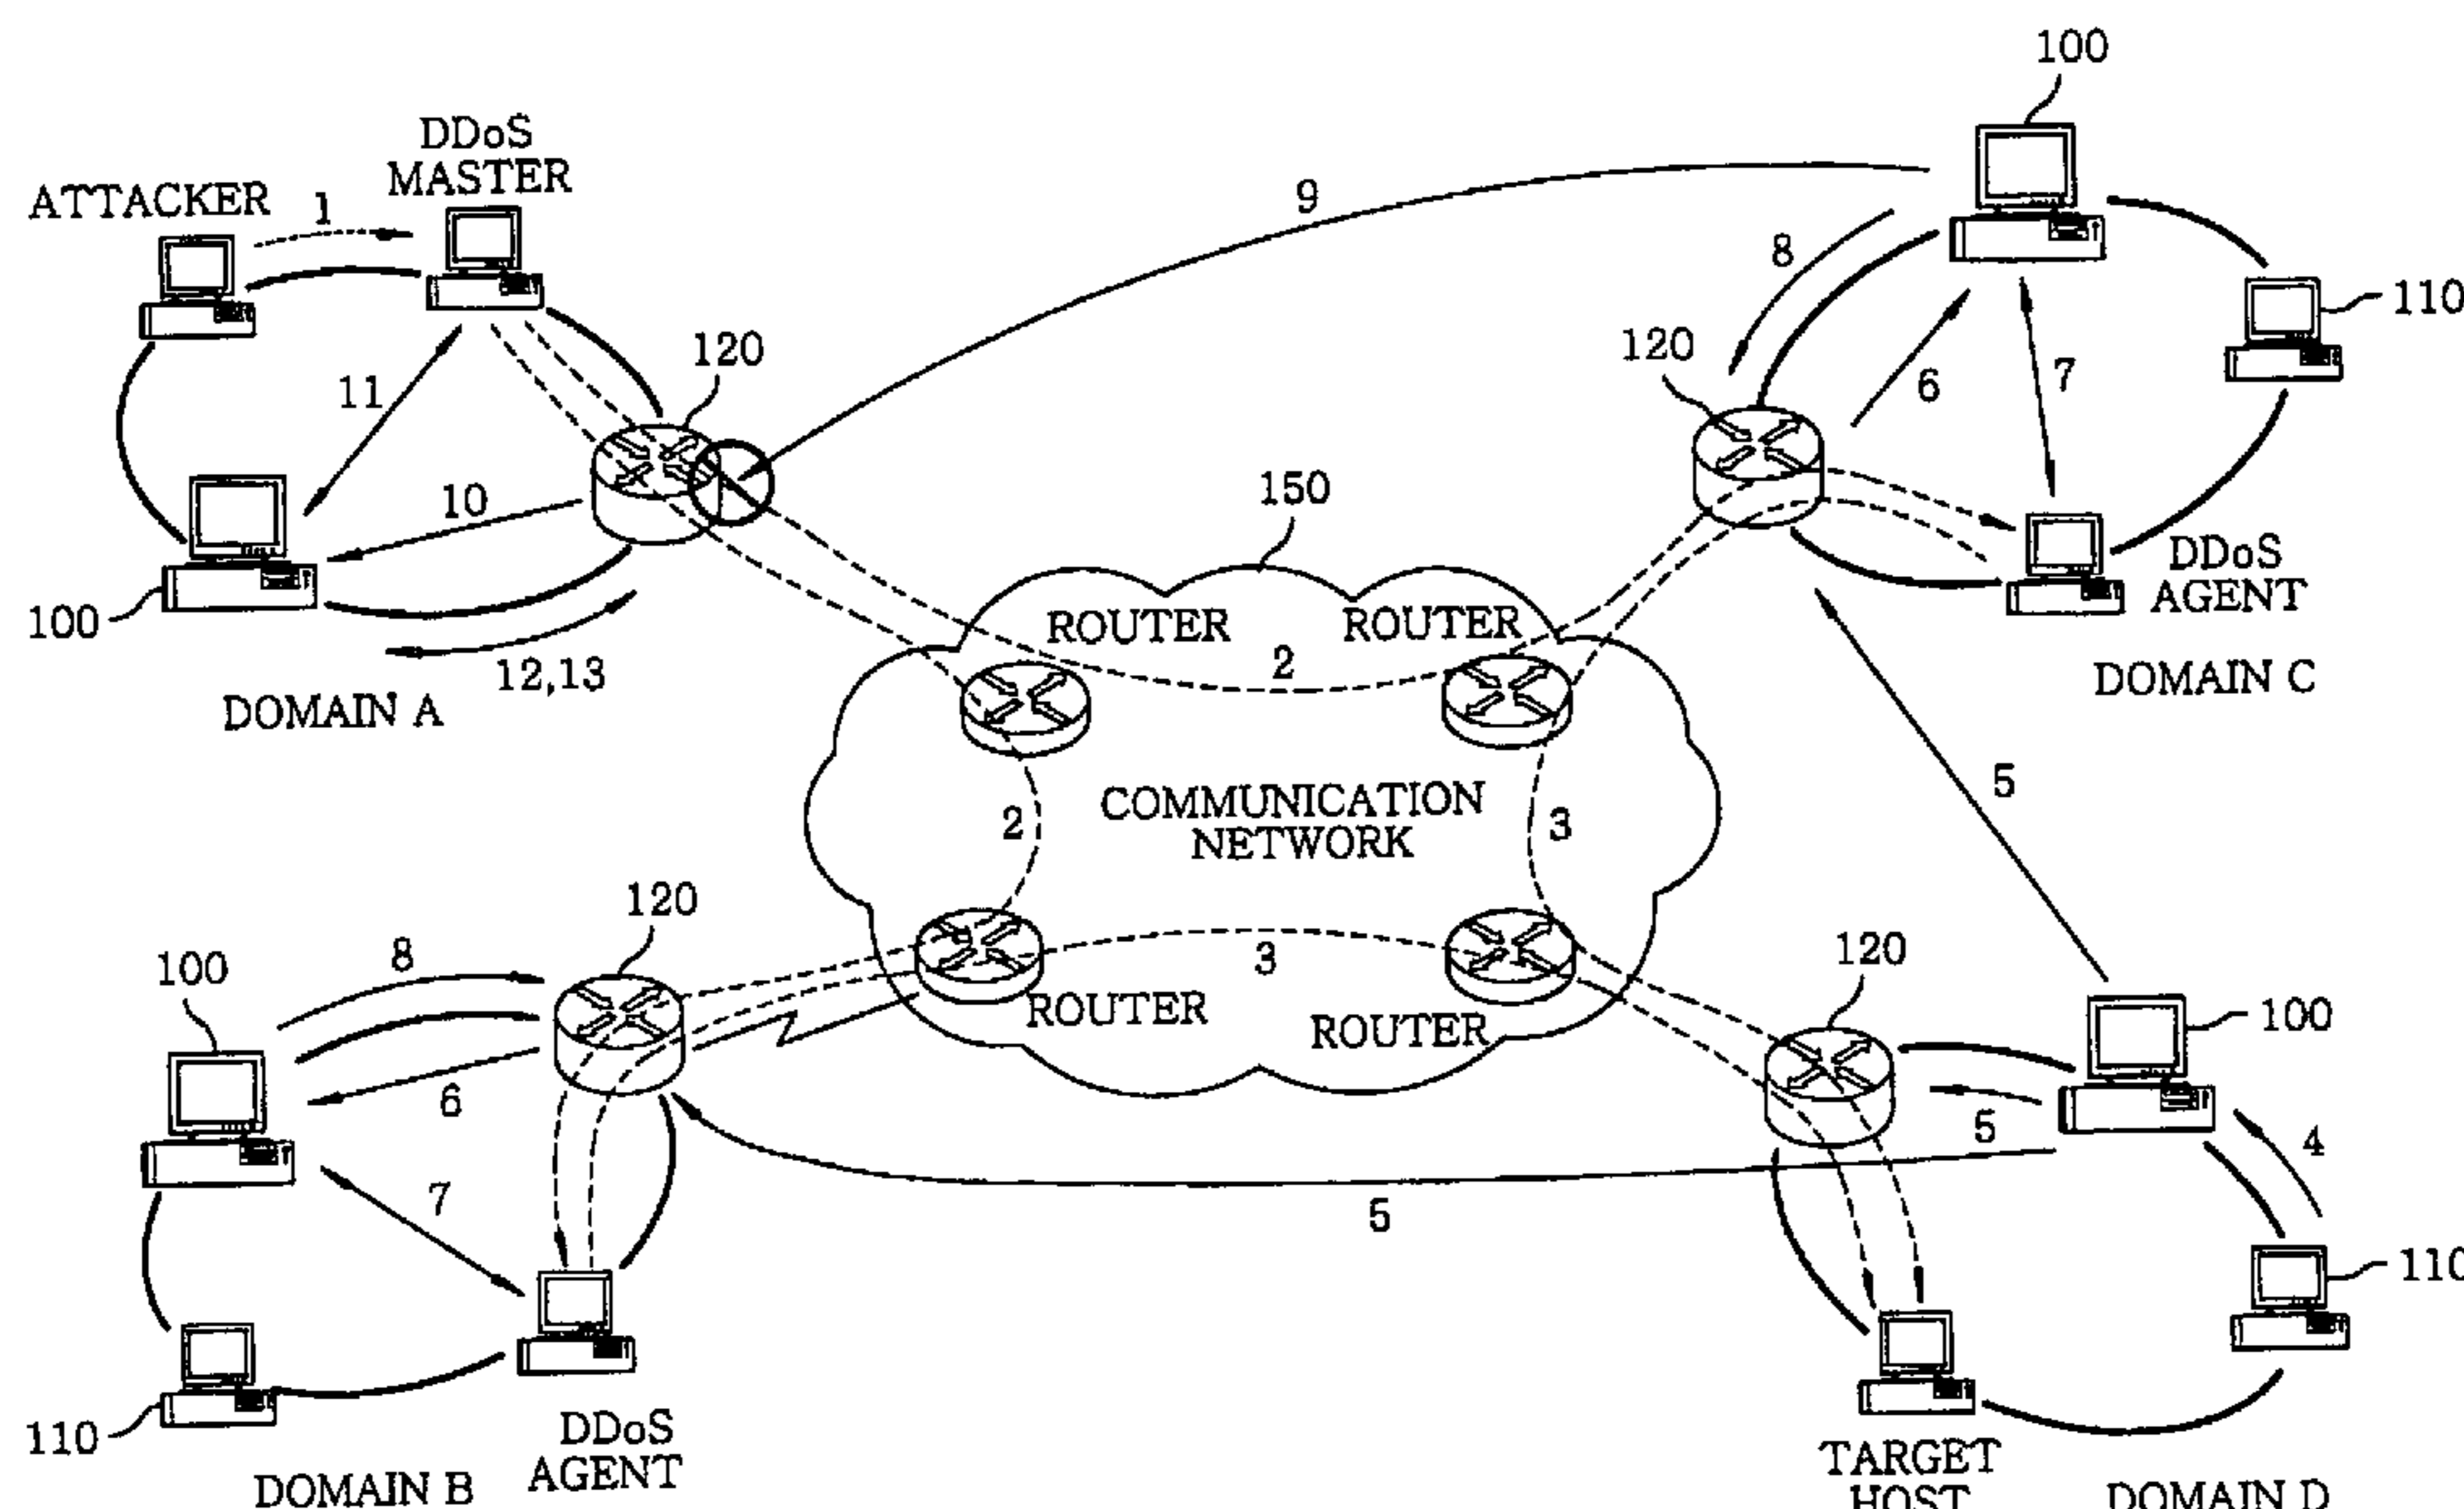 100
DDoS
MASTER
ATTACKER
1
9
8
110
120
120
11
6
7
10
150
DDoS
AGENT
100
ROUTER
ROUTER
12,13
2
DOMAIN C
DOMAIN A
5
COMMUNICATION
NETWORK
2
3
120
100
8
3
120
ROUTER
ROUTER
100
6
5
4
7
5
110
110
DDoS
AGENT
DOMAIN B
TARGET
HOST
DOMAIN D